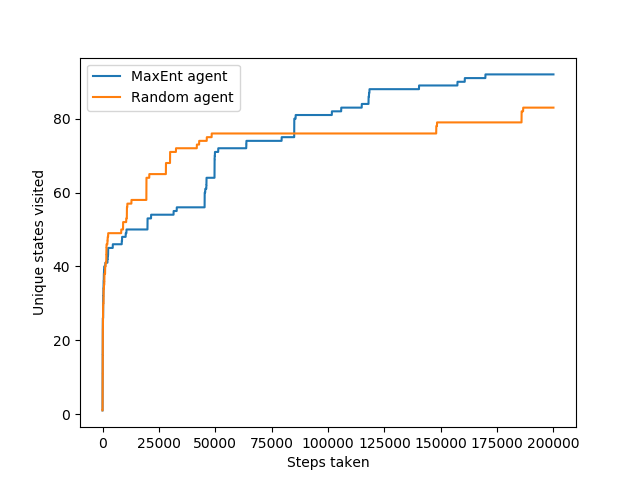 MaxEnt agent
Random agent
Unique states visited
80
60
40
20
0
0 25000 50000 75000 100000 125000 150000 175000 200000
Steps taken